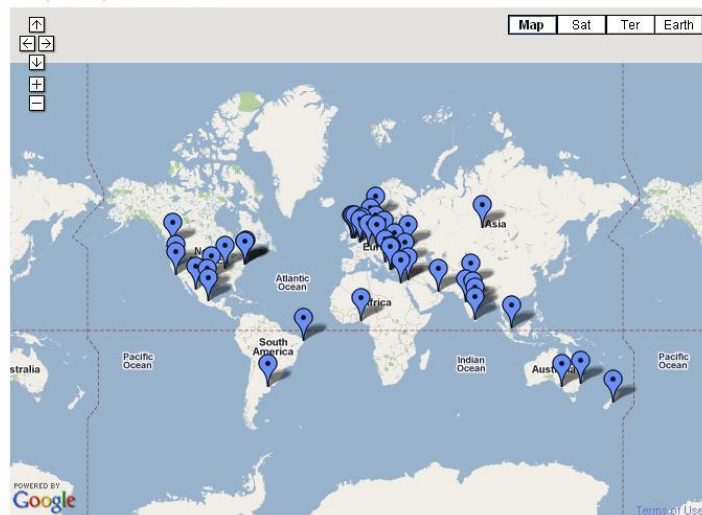 Map Sat Ter Earth
Asia
Atlantic
Ocean
South
America
Pacific
Ocean
Indian
Ocean
Pacific
Ocean
stralia
POWERED BY
Google
Terms of Use